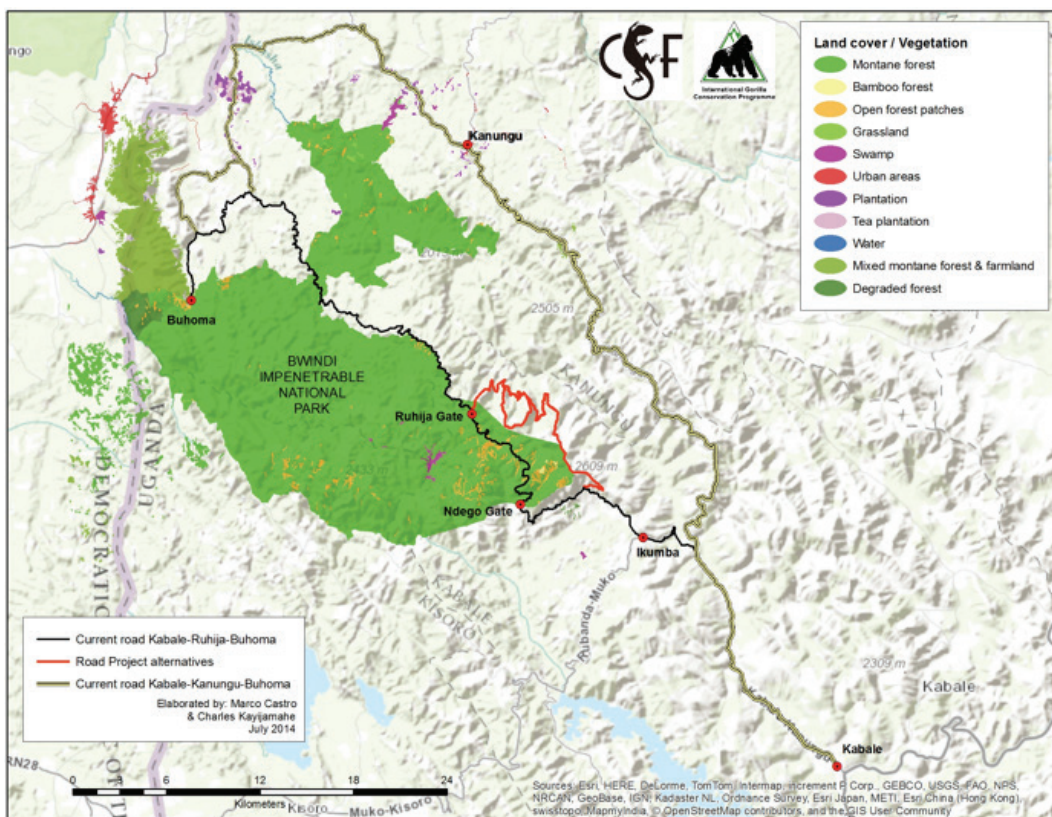 ngo
Isha
CSF
International Gorilla
Conservation Programme
Land cover / Vegetation
Montane forest
Bamboo forest
Open forest patches
Grassland
Swamp
Urban areas
Plantation
Tea plantation
Water
Mixed montane forest & farmland
Degraded forest
Kanungu
2505 m
Buhoma
BWINDI
IMPENETRABLE
NATIONAL
PARK
KANUNGU
Ruhija Gate
2609 m
UGANDA
DEMOCRATIC
Ndego Gate
Ikumba
KABALE
KISORO
Rubanda-Muko
2309 m
Kabale
Kabale
Current road Kabale-Ruhija-Buhoma
Road Project alternatives
Current road Kabale-Kanungu-Buhoma
Elaborated by: Marco Castro
& Charles Kayijamahe
July 2014
RN28
0 3 6 12 18 24
Kilometers
OF
Kisoro
Muko-Kisoro
Sources: Esri, HERE, DeLorme, TomTom, Intermap, increment P Corp., GEBCO, USGS, FAO, NPS,
NRCAN, GeoBase, IGN, Kadaster NL, Ordnance Survey, Esri Japan, METI, Esri China (Hong Kong),
swisstopo, MapmyIndia, © OpenStreetMap contributors, and the GIS User Community